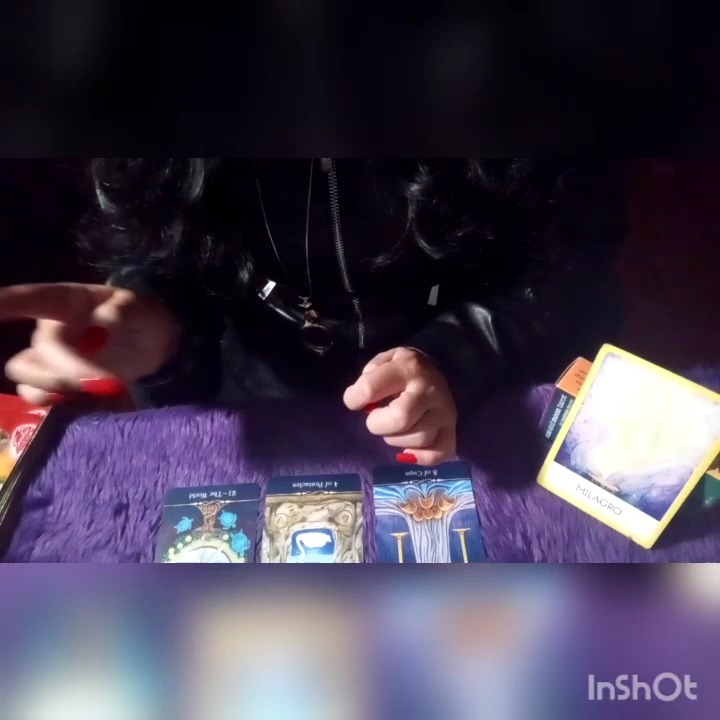 21 - The World
4 of Pentacles
8 of Cups
MILAGRO
InShOt